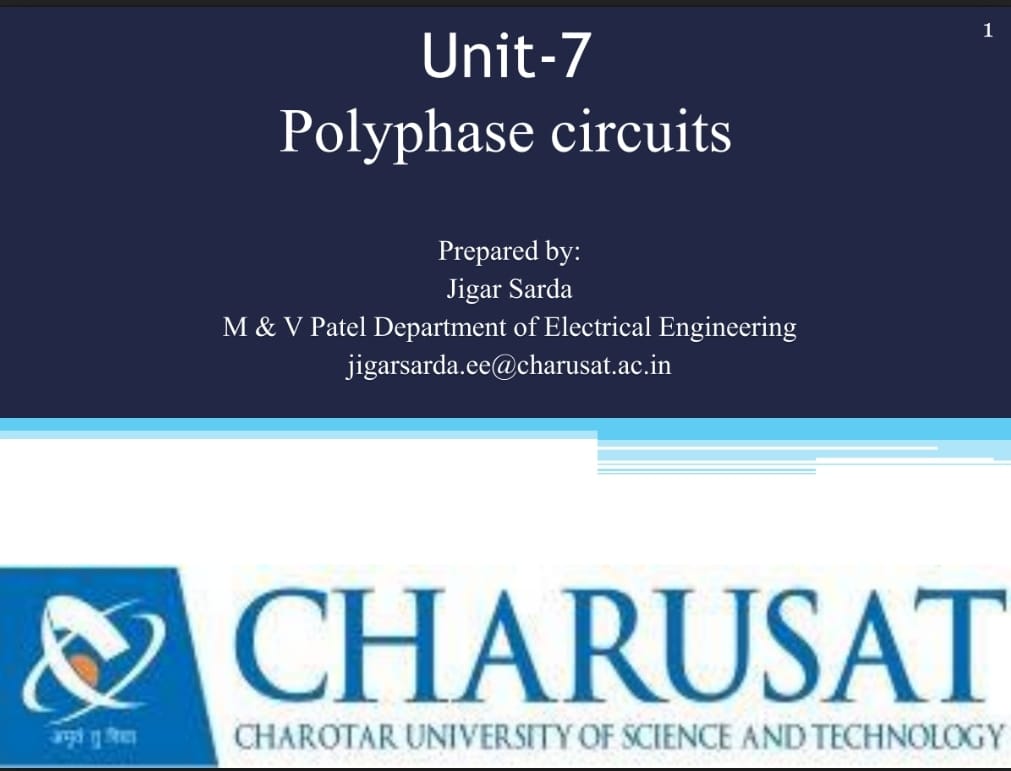 1
Unit-7
Polyphase circuits
Prepared by:
Jigar Sarda
M & V Patel Department of Electrical Engineering
jigarsarda.ee@charusat.ac.in
CHARUSAT
CHAROTAR UNIVERSITY OF SCIENCE AND TECHNOLOGY